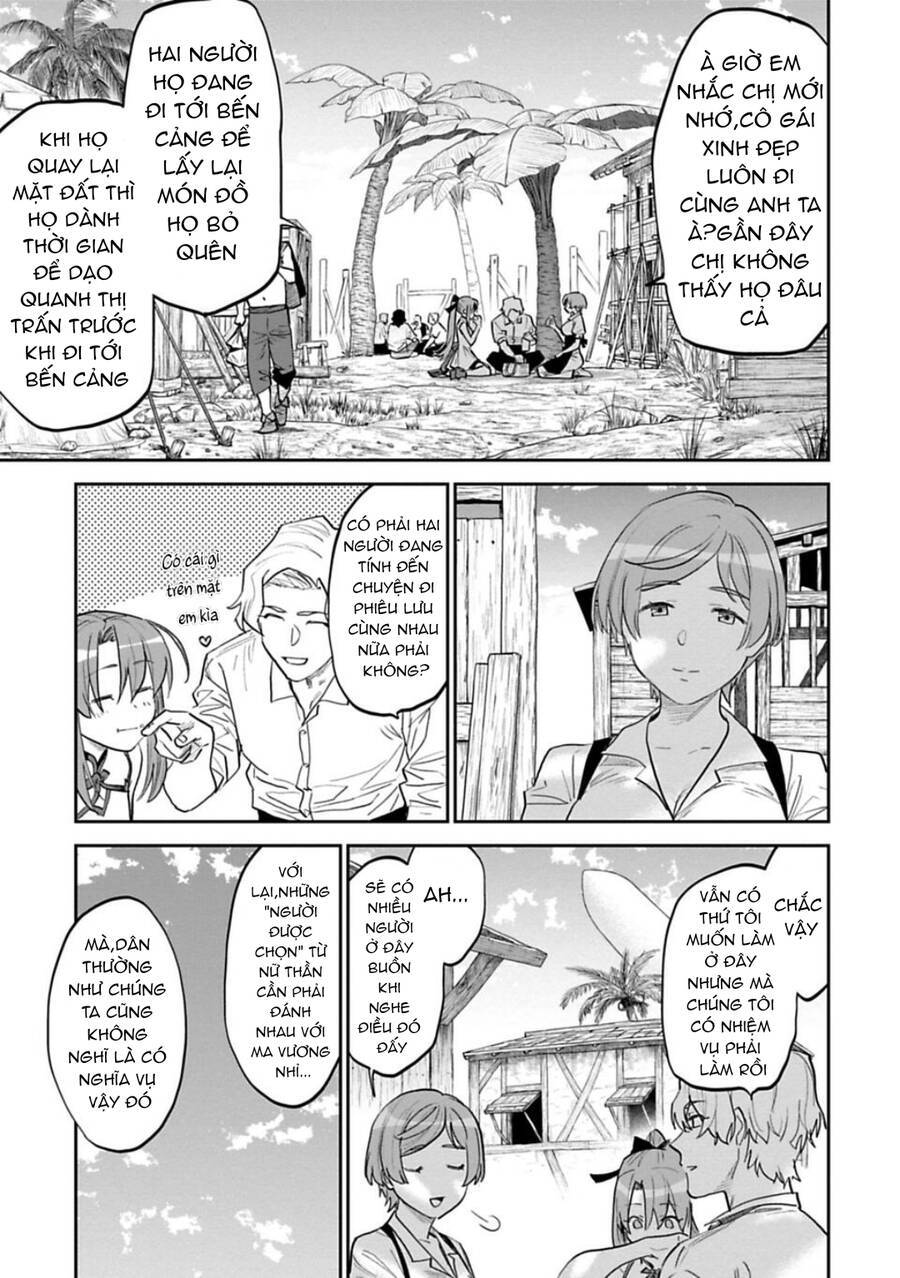 À GIỜ EM
NHẮC CHỊ MỚI
NHỚ,CÔ GÁI
XINH ĐẸP
LUÔN ĐI
CÙNG ANH TA
À?GẦN ĐÂY
CHỊ KHÔNG
THẤY HỌ ĐÂU
CẢ
HAI NGƯỜI
HỌ ĐANG
ĐI TỚI BẾN
CẢNG ĐỂ
LẤY LẠI
MÓN ĐỒ
HỌ BỎ
QUÊN
KHI HỌ
QUAY LẠI
MẶT ĐẤT THÌ
HỌ DÀNH
THỜI GIAN
ĐỂ DẠO
QUANH THỊ
TRẤN TRƯỚC
KHI ĐI TỚI
BẾN CẢNG
CÓ PHẢI HAI
NGƯỜI ĐANG
TÍNH ĐẾN
CHUYỆN ĐI
PHIÊU LƯU
CÙNG NHAU
NỮA PHẢI
KHÔNG?
Có cái gì
trên mặt
em kìa
CHẮC
VẬY
VẪN CÓ
THỨ TÔI
MUỐN LÀM
Ở ĐÂY
NHƯNG MÀ
CHÚNG TÔI
CÓ NHIỆM
VỤ PHẢI
LÀM RỒI
AH...
SẼ CÓ
NHIỀU
NGƯỜI
Ở ĐÂY
BUỒN
KHI
NGHE
ĐIỀU ĐÓ
ĐẤY
VỚI
LẠI,NHỮNG
"NGƯỜI
ĐƯỢC
CHỌN" TỪ
NỮ THẦN
CẦN PHẢI
ĐÁNH
NHAU VỚI
MA VƯƠNG
NHỈ...
MÀ,DÂN
THƯỜNG
NHƯ CHÚNG
TA CŨNG
KHÔNG
NGHĨ LÀ CÓ
NGHĨA VỤ
VẬY ĐÓ